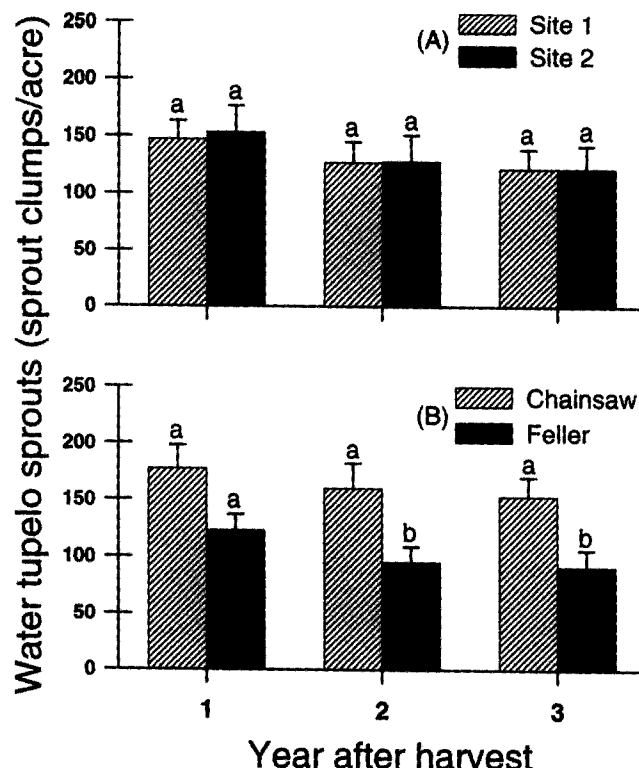 Water tupelo sprouts (sprout clumps/acre)
(A)
Site 1
Site 2
250
200
150
100
50
0
a
a
a
a
a
a
(B)
Chainsaw
Feller
250
200
150
100
50
0
a
a
a
b
a
b
1
2
3
Year after harvest